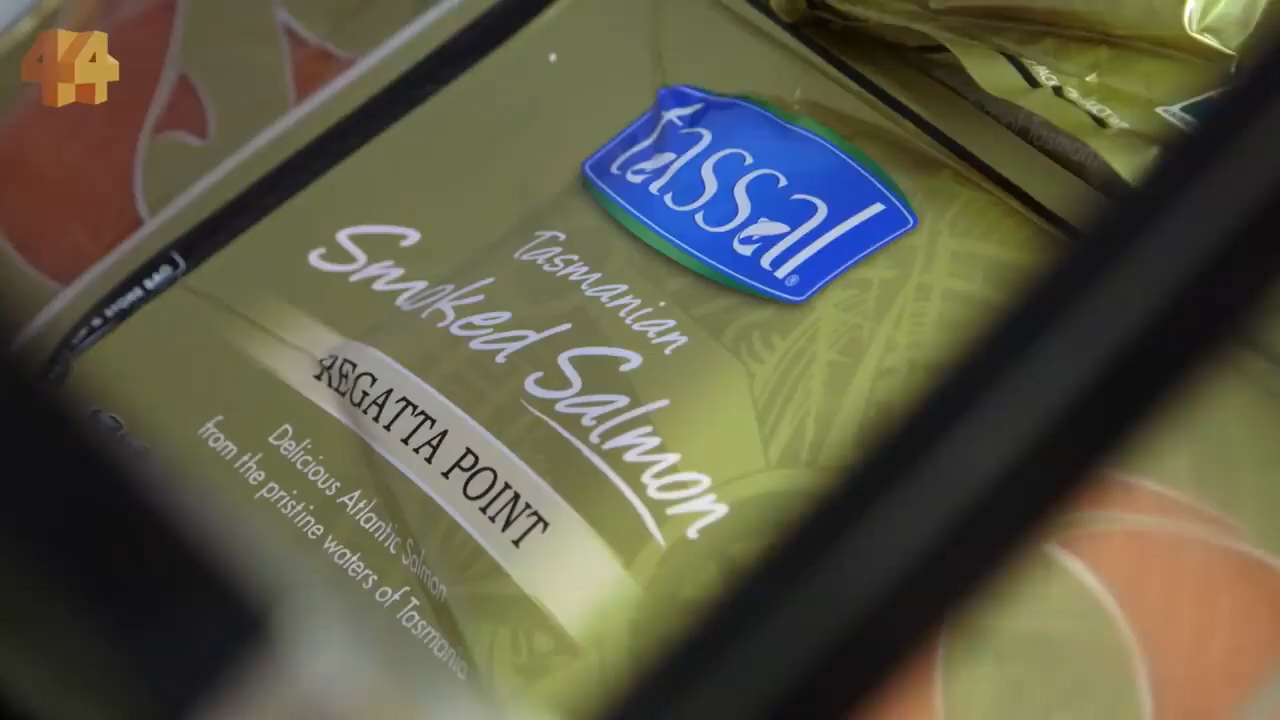 tassal
Tasmanian
Smoked Salmon
REGATTA POINT
Delicious Atlantic Salmon
from the pristine waters of Tasmania